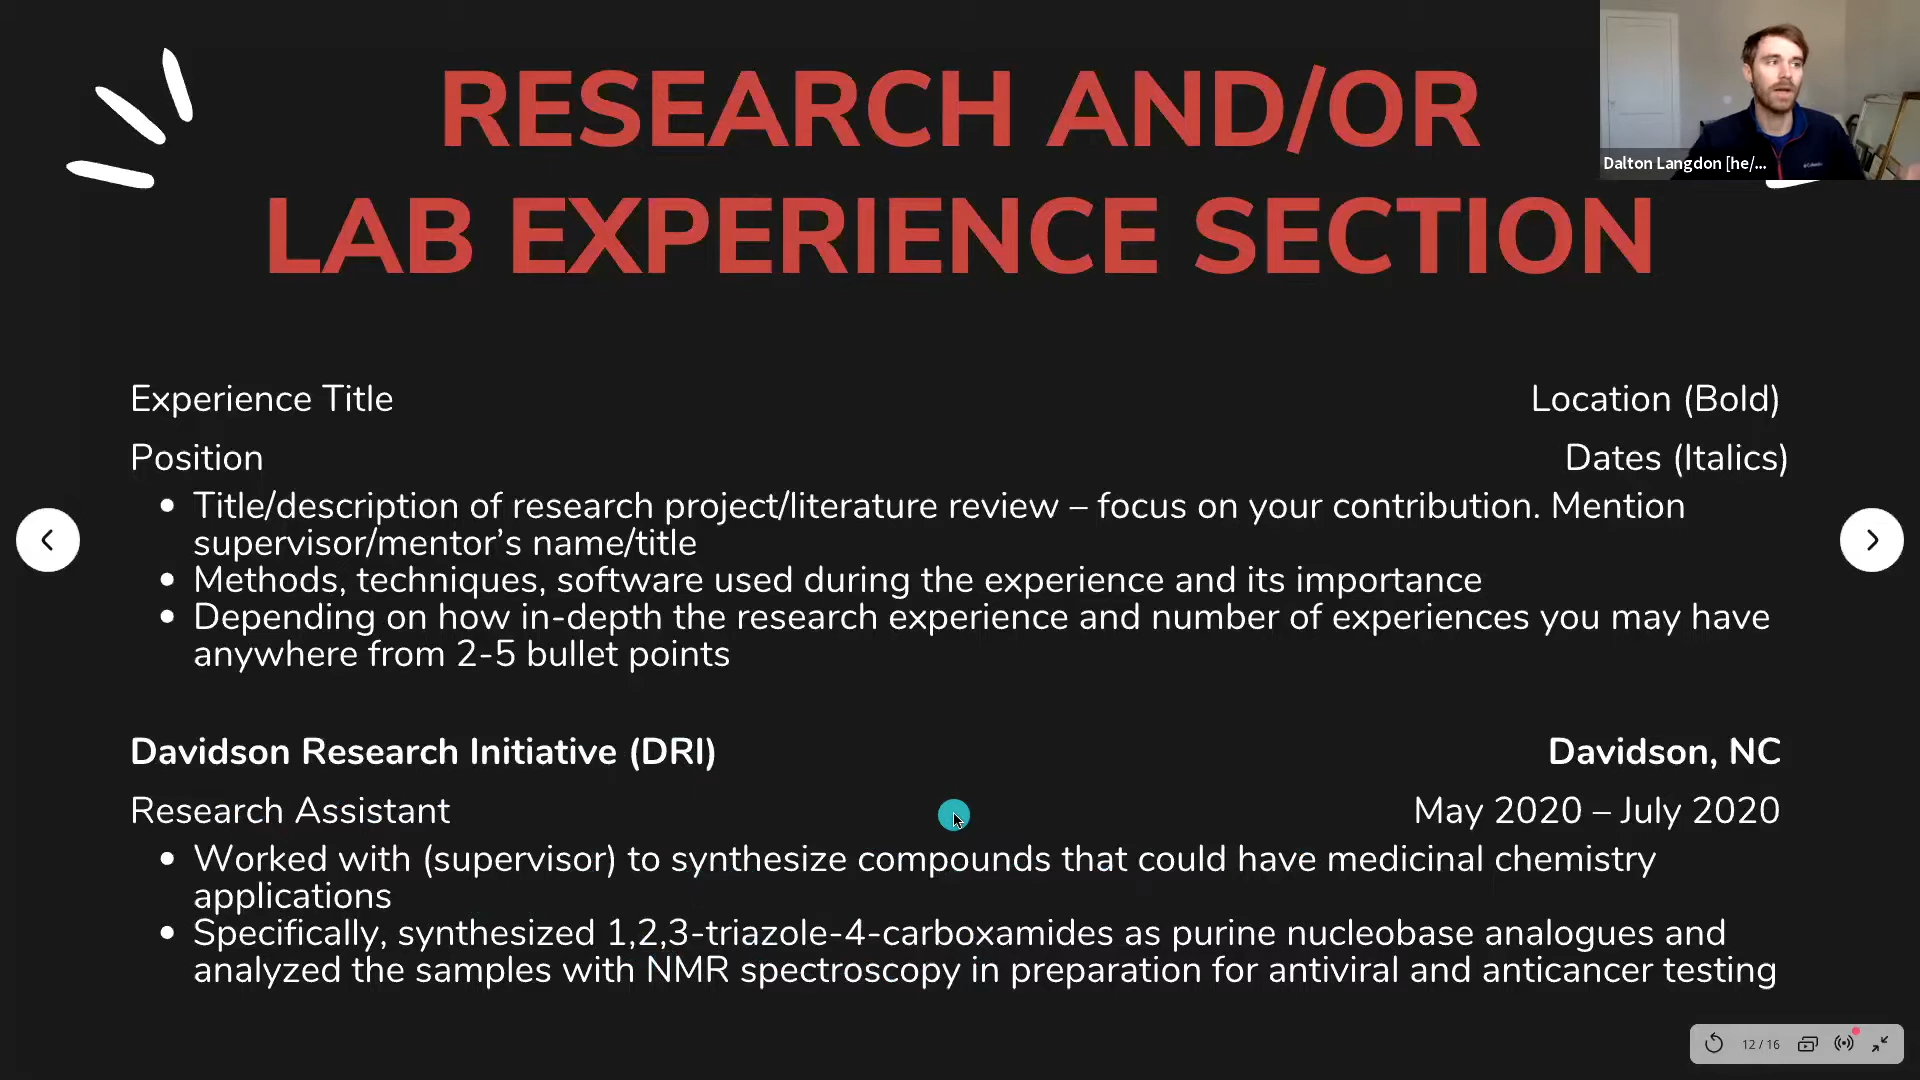 RESEARCH AND/OR
LAB EXPERIENCE SECTION
Dalton Langdon [he/...
Experience Title
Location (Bold)
Position
Dates (Italics)
• Title/description of research project/literature review – focus on your contribution. Mention
supervisor/mentor’s name/title
• Methods, techniques, software used during the experience and its importance
• Depending on how in-depth the research experience and number of experiences you may have
anywhere from 2-5 bullet points
Davidson Research Initiative (DRI)
Davidson, NC
Research Assistant
May 2020 – July 2020
• Worked with (supervisor) to synthesize compounds that could have medicinal chemistry
applications
• Specifically, synthesized 1,2,3-triazole-4-carboxamides as purine nucleobase analogues and
analyzed the samples with NMR spectroscopy in preparation for antiviral and anticancer testing
12 / 16